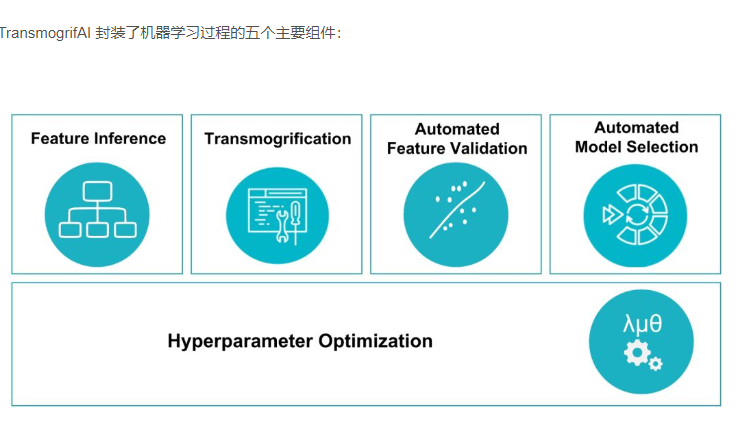 TransmogrifAI 封装了机器学习过程的五个主要组件：
Feature Inference
Transmogrification
Automated
Feature Validation
Automated
Model Selection
Hyperparameter Optimization
λμθ